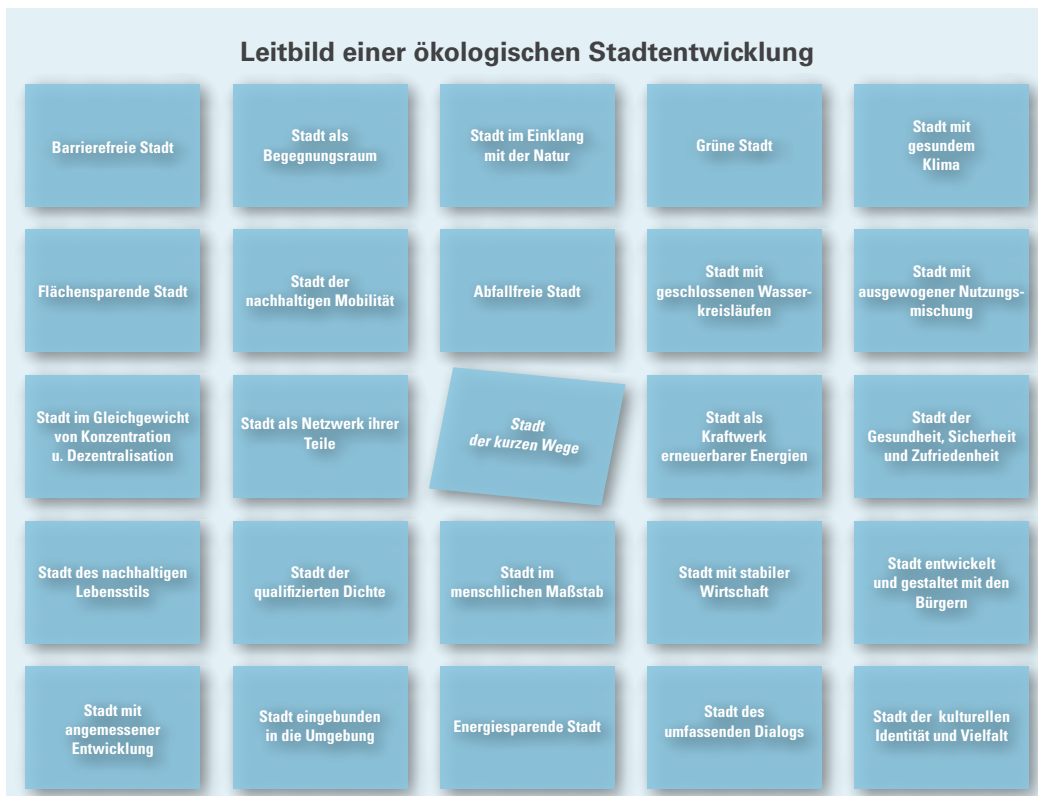 Leitbild einer ökologischen Stadtentwicklung
Barrierefreie Stadt
Stadt als
Begegnungsraum
Stadt im Einklang
mit der Natur
Grüne Stadt
Stadt mit
gesundem
Klima
Flächensparende Stadt
Stadt der
nachhaltigen Mobilität
Abfallfreie Stadt
Stadt mit
geschlossenen Wasser-
kreisläufen
Stadt mit
ausgewogener Nutzungs-
mischung
Stadt im Gleichgewicht
von Konzentration
u. Dezentralisation
Stadt als Netzwerk ihrer
Teile
Stadt
der kurzen Wege
Stadt als
Kraftwerk
erneuerbarer Energien
Stadt der
Gesundheit, Sicherheit
und Zufriedenheit
Stadt des nachhaltigen
Lebensstils
Stadt der
qualifizierten Dichte
Stadt im
menschlichen Maßstab
Stadt mit stabiler
Wirtschaft
Stadt entwickelt
und gestaltet mit den
Bürgern
Stadt mit
angemessener
Entwicklung
Stadt eingebunden
in die Umgebung
Energiesparende Stadt
Stadt des
umfassenden Dialogs
Stadt der kulturellen
Identität und Vielfalt